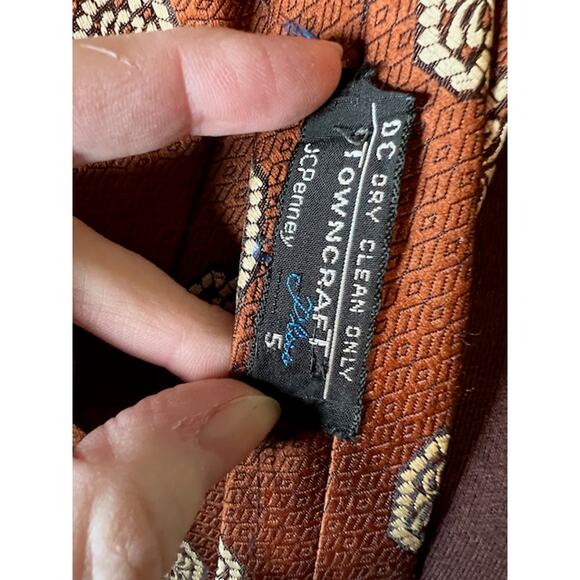 DC DRY CLEAN ONLY
TOWNCRAFT
Plus
JCPenney 5